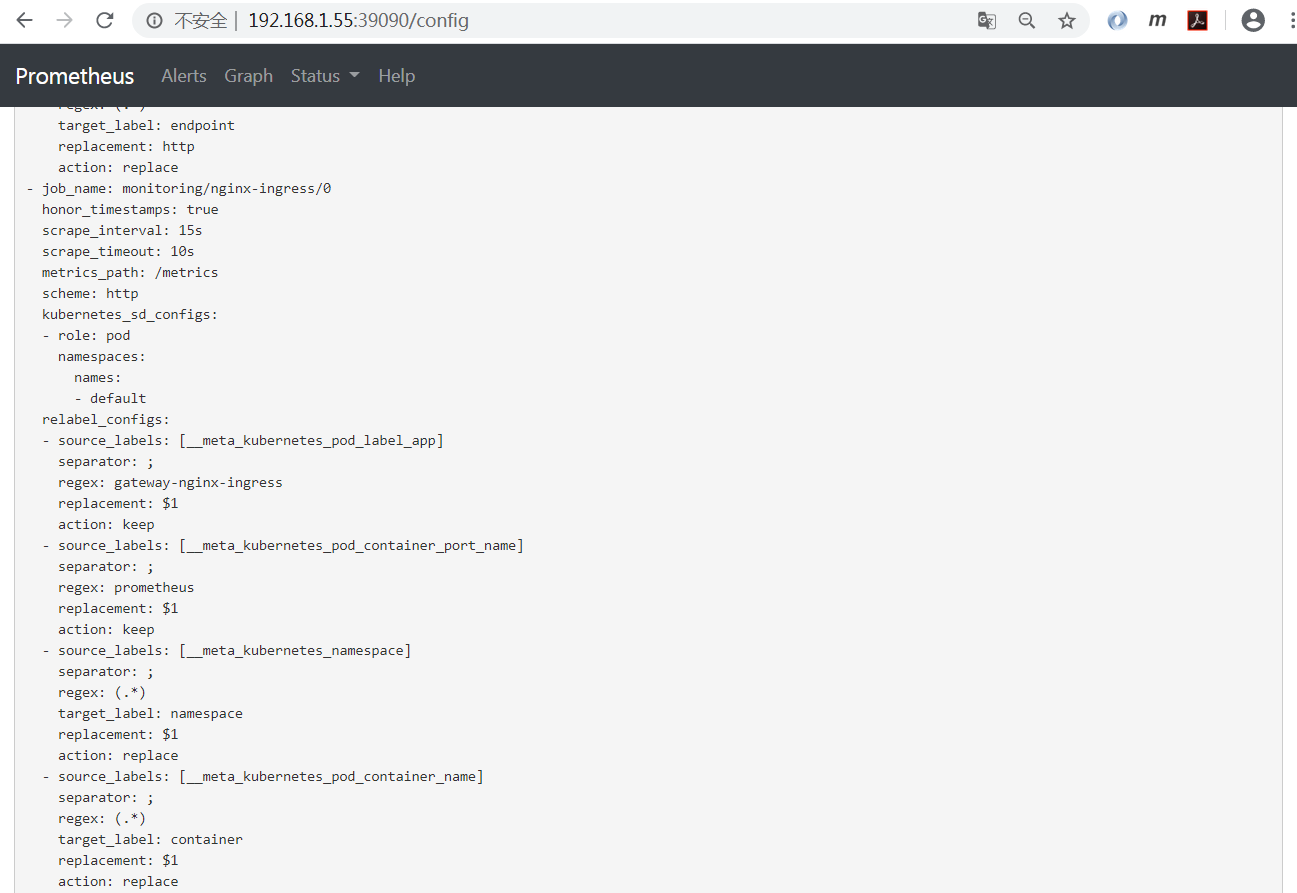 不安全 | 192.168.1.55:39090/config
Prometheus Alerts Graph Status Help
target_label: endpoint
replacement: http
action: replace
- job_name: monitoring/nginx-ingress/0
honor_timestamps: true
scrape_interval: 15s
scrape_timeout: 10s
metrics_path: /metrics
scheme: http
kubernetes_sd_configs:
- role: pod
namespaces:
names:
- default
relabel_configs:
- source_labels: [__meta_kubernetes_pod_label_app]
separator: ;
regex: gateway-nginx-ingress
replacement: $1
action: keep
- source_labels: [__meta_kubernetes_pod_container_port_name]
separator: ;
regex: prometheus
replacement: $1
action: keep
- source_labels: [__meta_kubernetes_namespace]
separator: ;
regex: (.*)
target_label: namespace
replacement: $1
action: replace
- source_labels: [__meta_kubernetes_pod_container_name]
separator: ;
regex: (.*)
target_label: container
replacement: $1
action: replace